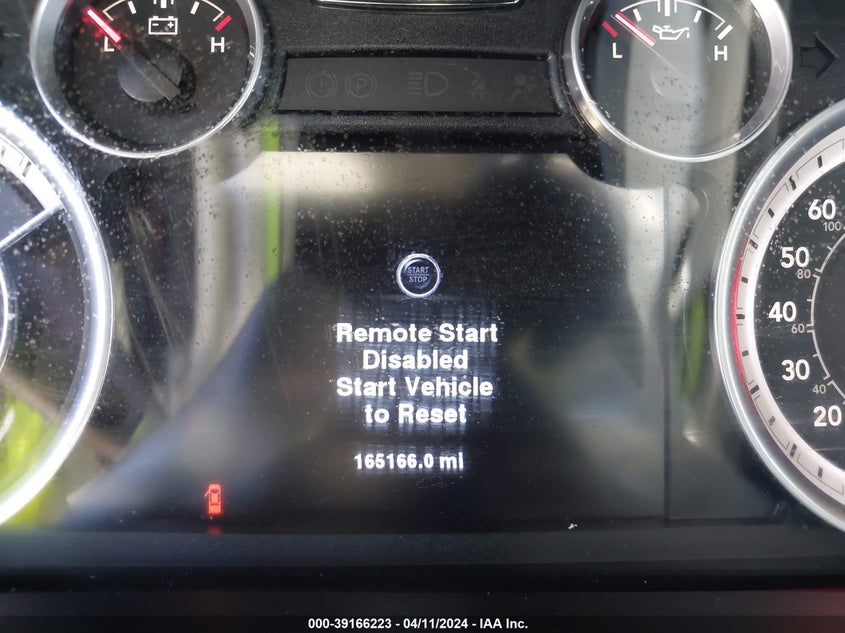 L H
L H
START
STOP
Remote Start
Disabled
Start Vehicle
to Reset
165166.0 mi
60
100
50
80
40
60
30
40
20
000-39166223 - 04/11/2024 - IAA Inc.